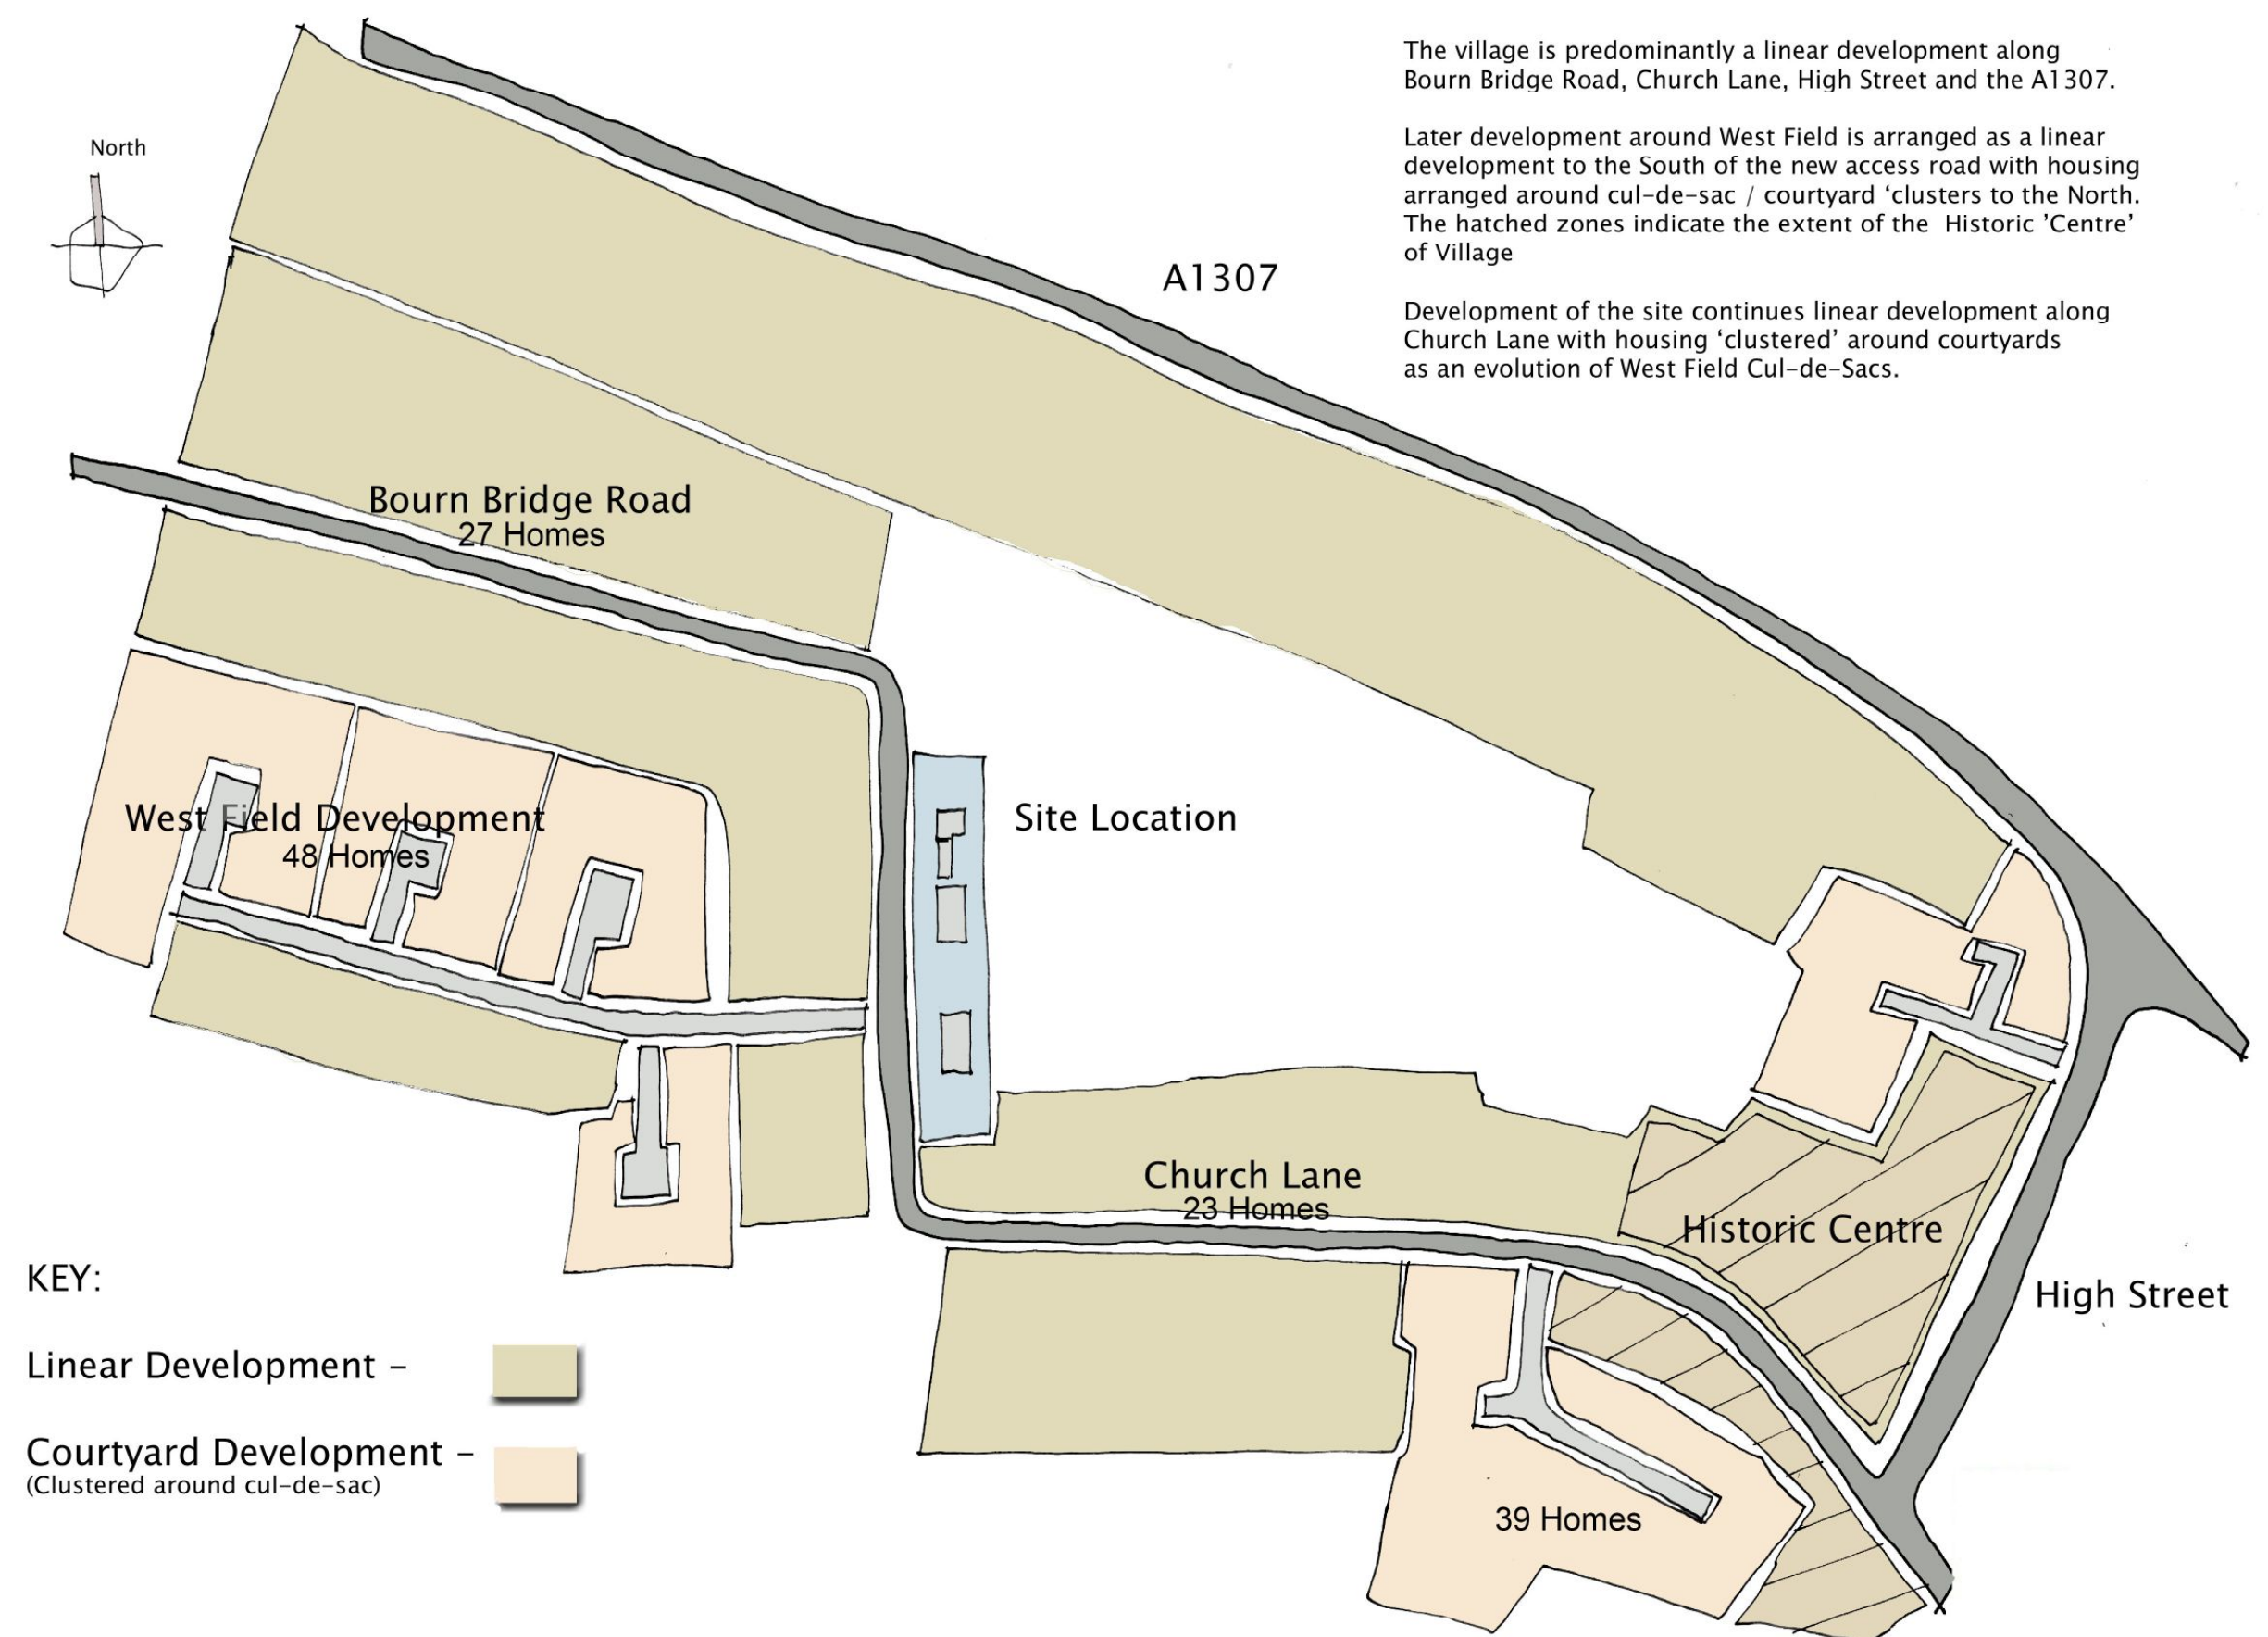 The village is predominantly a linear development along
Bourn Bridge Road, Church Lane, High Street and the A1307.
Later development around West Field is arranged as a linear
development to the South of the new access road with housing
arranged around cul-de-sac / courtyard ‘clusters to the North.
The hatched zones indicate the extent of the  Historic ’Centre’
of Village
Development of the site continues linear development along
Church Lane with housing ‘clustered’ around courtyards
as an evolution of West Field Cul-de-Sacs.
North
A1307
Bourn Bridge Road
27 Homes
West Field Development
48 Homes
Site Location
Church Lane
23 Homes
Historic Centre
High Street
39 Homes
KEY:
Linear Development –
Courtyard Development –
(Clustered around cul-de-sac)